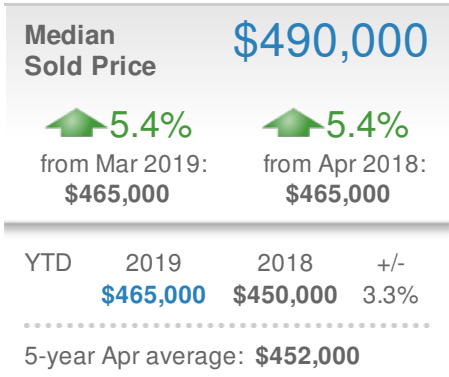 Median
Sold Price
$490,000
5.4%
from Mar 2019:
$465,000
5.4%
from Apr 2018:
$465,000
YTD 2019 2018 +/-
$465,000 $450,000 3.3%
5-year Apr average: $452,000